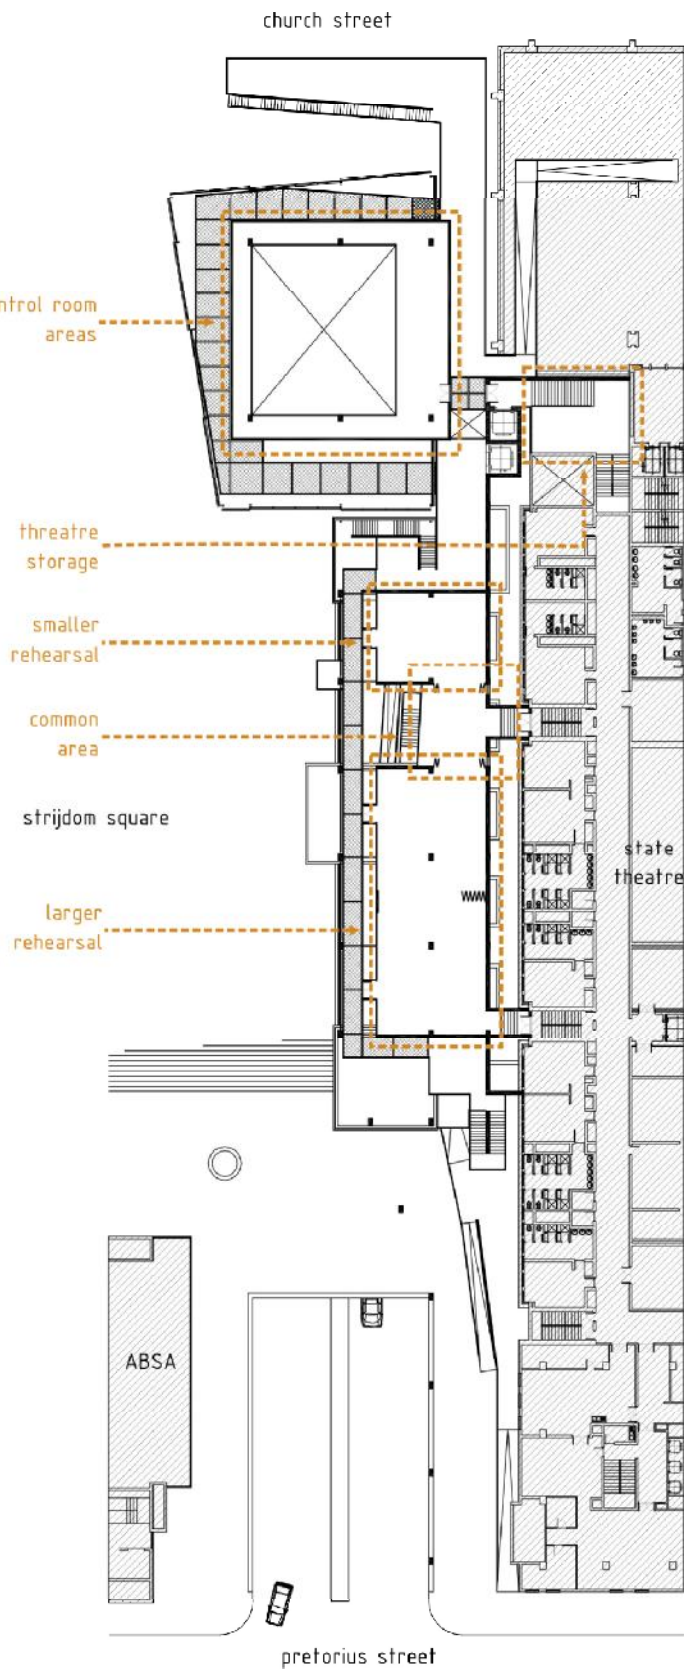 church street
ntrol room
areas
threatre
storage
smaller
rehearsal
common
area
strijdom square
state
theatre
larger
rehearsal
ABSA
pretorius street